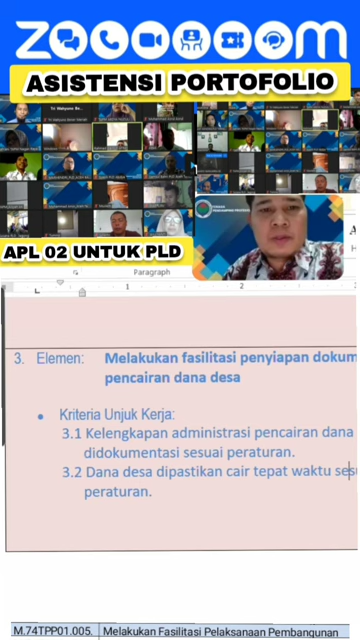 ZOOOOOM
ASISTENSI PORTOFOLIO
APL 02 UNTUK PLD
Paragraph
1
2
3. Elemen: Melakukan fasilitasi penyiapan dokum
pencairan dana desa
• Kriteria Unjuk Kerja:
3.1 Kelengkapan administrasi pencairan dana
didokumentasi sesuai peraturan.
3.2 Dana desa dipastikan cair tepat waktu sesu
peraturan.
M.74TPP01.005. Melakukan Fasilitasi Pelaksanaan Pembangunan